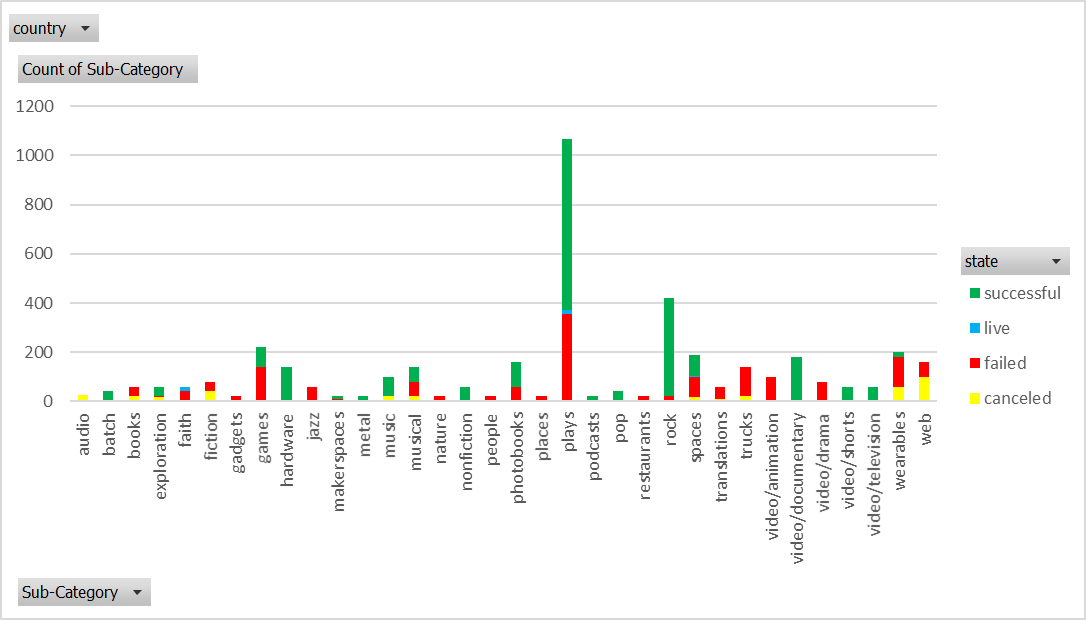 country
Count of Sub-Category
1200
1000
800
600
400
200
0
audio
batch
books
exploration
faith
fiction
gadgets
games
hardware
jazz
makerspaces
metal
music
musical
nature
nonfiction
people
photobooks
places
plays
podcasts
pop
restaurants
rock
spaces
translations
trucks
video/animation
video/documentary
video/drama
video/shorts
video/television
wearables
web
state
successful
live
failed
canceled
Sub-Category